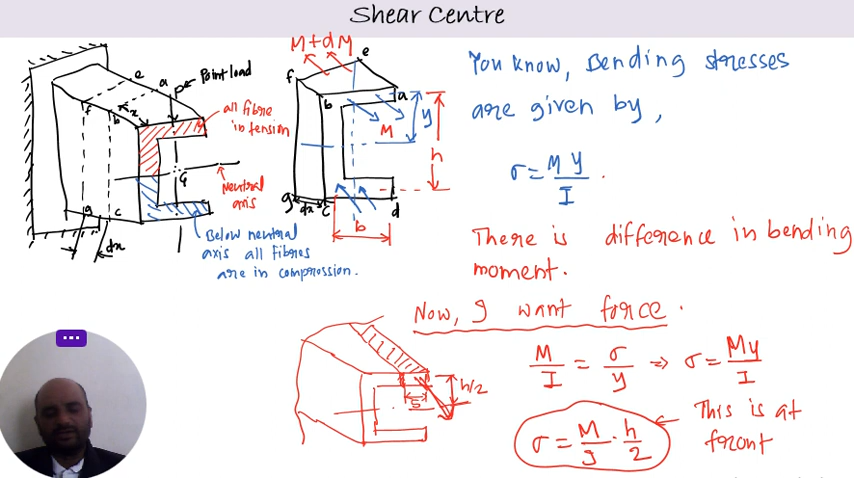 Shear Centre
e
a
P
Point load
f
b
x
M
all fibre
in tension
G
Neutral
axis
g
c
dx
Below neutral
axis all fibres
are in compression.
M+dM
e
f
b
a
y
M
h
g
dx
c
d
b
You know, Bending stresses
are given by,
σ = My/I .
There is difference in bending
moment.
Now, I want force.
M/I = σ/y ⇒ σ = My/I
h/2
s
σ = M/I · h/2
This is at
front